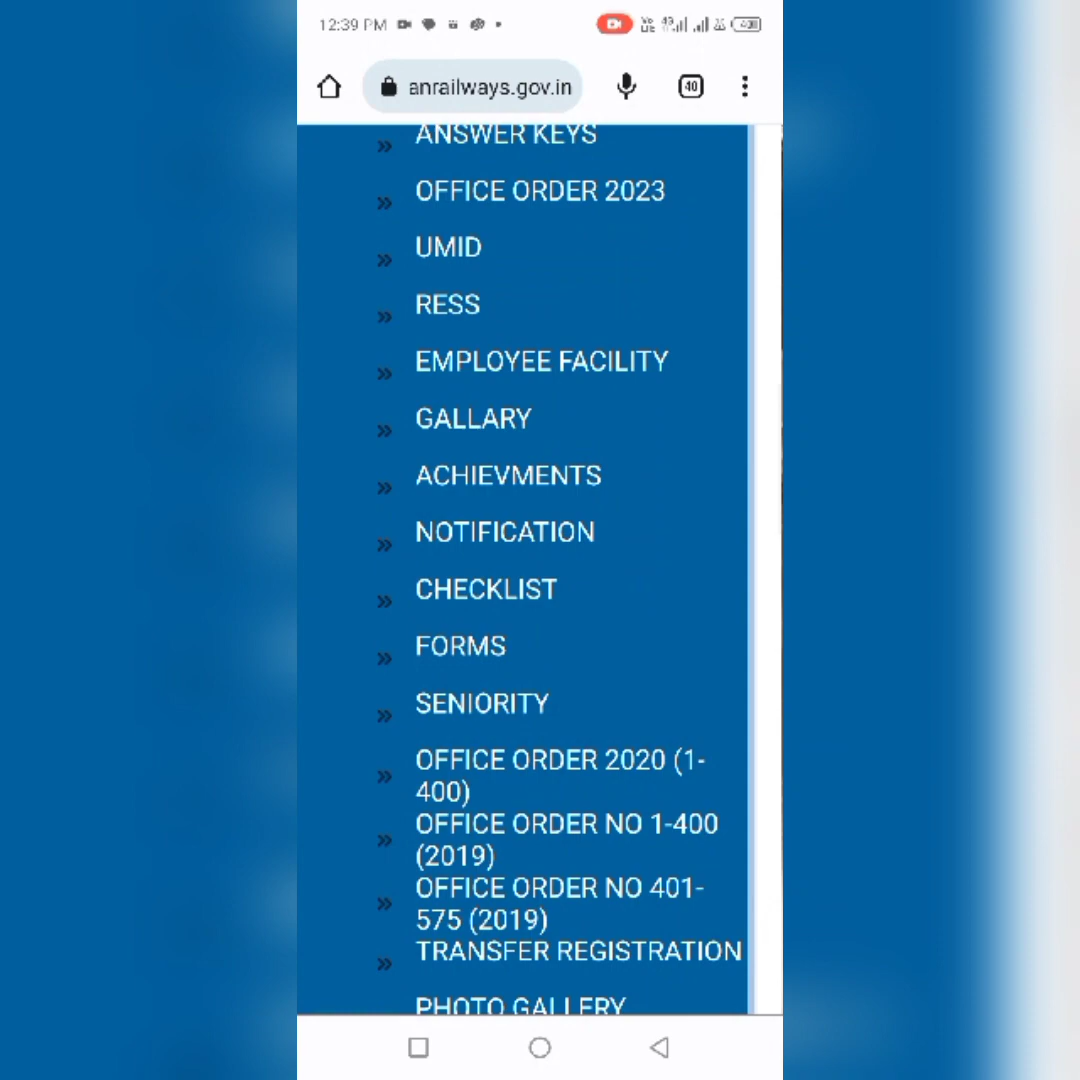 12:39 PM
anrailways.gov.in
40
ANSWER KEYS
OFFICE ORDER 2023
UMID
RESS
EMPLOYEE FACILITY
GALLARY
ACHIEVMENTS
NOTIFICATION
CHECKLIST
FORMS
SENIORITY
OFFICE ORDER 2020 (1-
400)
OFFICE ORDER NO 1-400
(2019)
OFFICE ORDER NO 401-
575 (2019)
TRANSFER REGISTRATION
PHOTO GALLERY